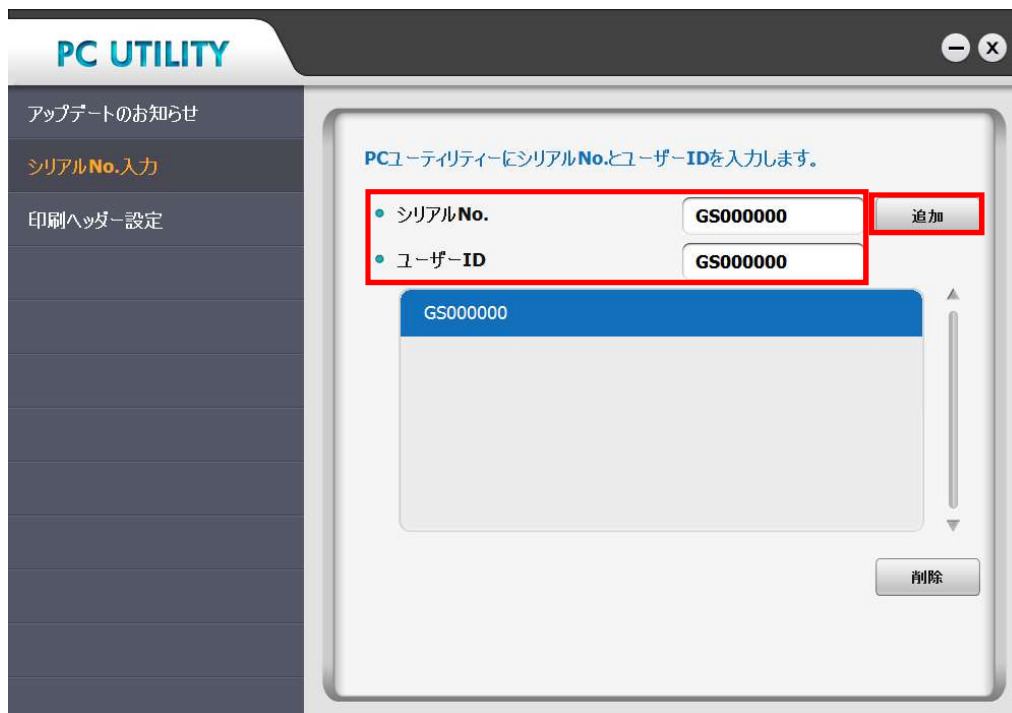 PC UTILITY
アップデートのお知らせ
シリアルNo.入力
印刷ヘッダー設定
PCユーティリティーにシリアルNo.とユーザーIDを入力します。
シリアルNo. GS000000 追加
ユーザーID GS000000
GS000000
削除